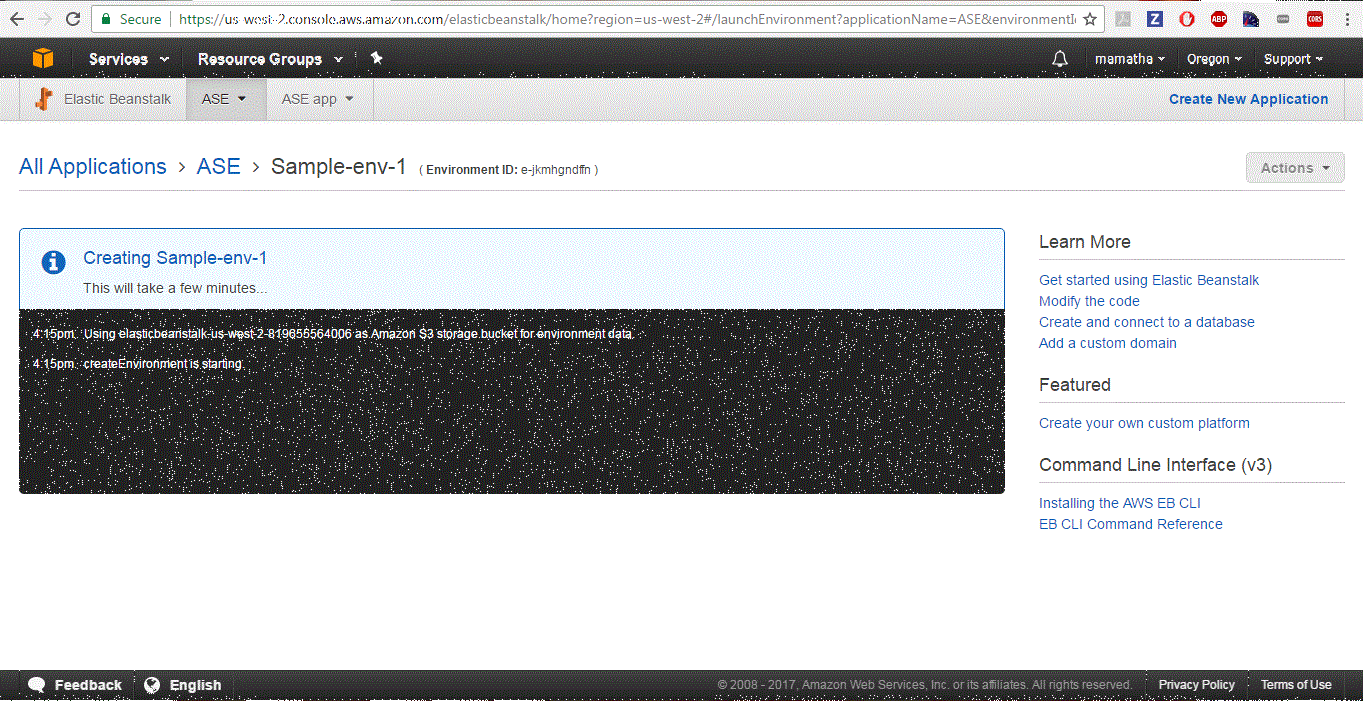 Secure https://us-west-2.console.aws.amazon.com/elasticbeanstalk/home?region=us-west-2#/launchEnvironment?applicationName=ASE&environmentI
Z ABP CORS
Services Resource Groups mamatha Oregon Support
Elastic Beanstalk ASE ASE app Create New Application
All Applications > ASE > Sample-env-1 ( Environment ID: e-jkmhgndffn ) Actions
Creating Sample-env-1
This will take a few minutes...
4:15pm Using elasticbeanstalk-us-west-2-819855564006 as Amazon S3 storage bucket for environment data.
4:15pm createEnvironment is starting.
Learn More
Get started using Elastic Beanstalk
Modify the code
Create and connect to a database
Add a custom domain
Featured
Create your own custom platform
Command Line Interface (v3)
Installing the AWS EB CLI
EB CLI Command Reference
Feedback English © 2008 - 2017, Amazon Web Services, Inc. or its affiliates. All rights reserved. Privacy Policy Terms of Use